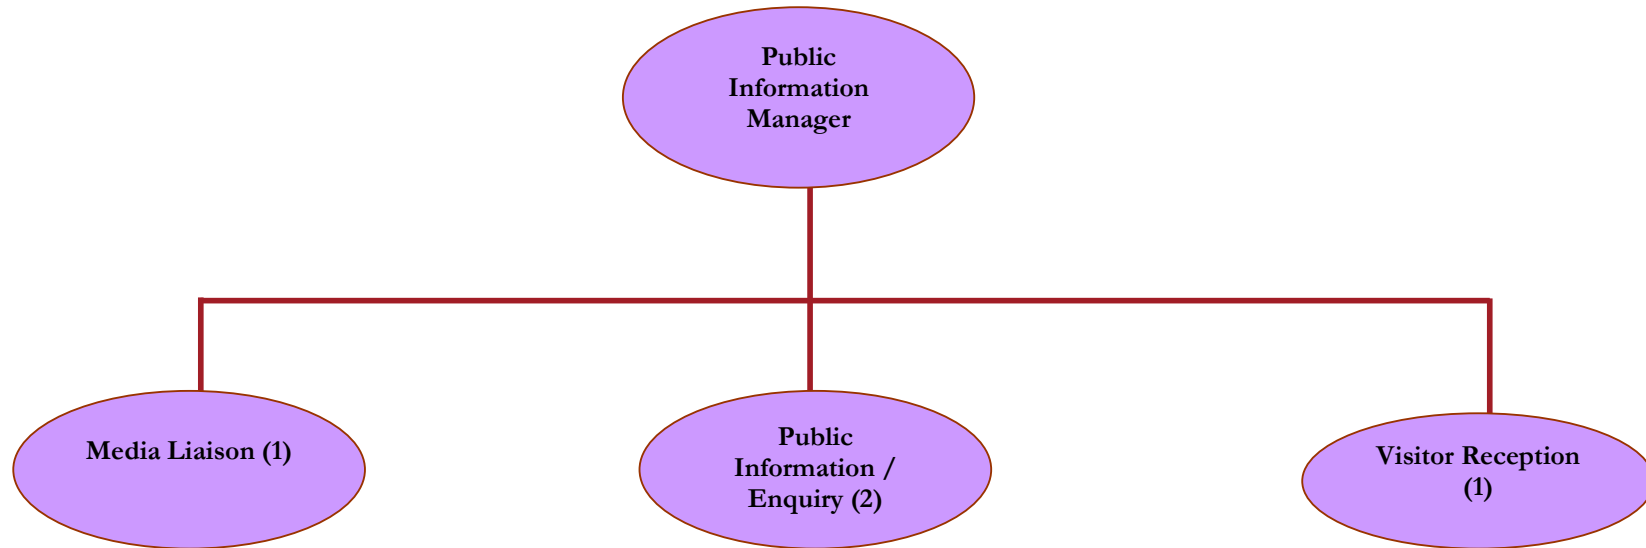 Public
Information
Manager
Media Liaison (1)
Public
Information /
Enquiry (2)
Visitor Reception
(1)